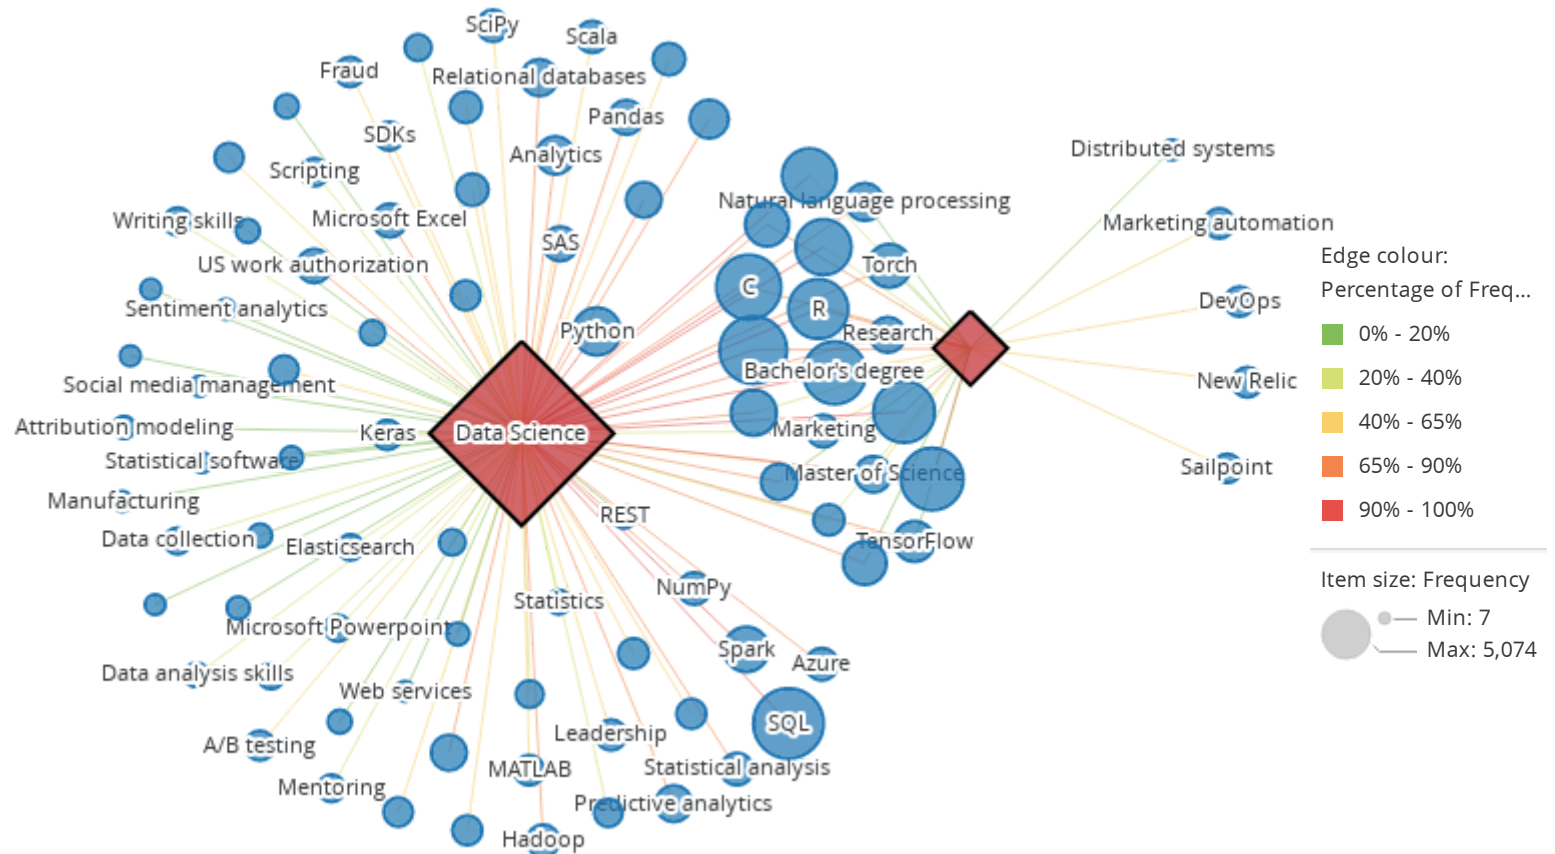 SciPy
Scala
Fraud
Relational databases
Pandas
SDKs
Analytics
Scripting
Distributed systems
Natural language processing
Writing skills
Microsoft Excel
Marketing automation
SAS
US work authorization
Torch
Edge colour:
Percentage of Freq...
C
DevOps
Sentiment analytics
R
Python
Research
0% - 20%
Bachelor's degree
20% - 40%
New Relic
Social media management
40% - 65%
Attribution modeling
Keras
Data Science
Marketing
Statistical software
65% - 90%
Master of Science
Sailpoint
Manufacturing
90% - 100%
REST
Data collection
Elasticsearch
TensorFlow
Item size: Frequency
NumPy
Statistics
Min: 7
Microsoft Powerpoint
Max: 5,074
Spark
Azure
Data analysis skills
Web services
SQL
Leadership
A/B testing
MATLAB
Statistical analysis
Mentoring
Predictive analytics
Hadoop